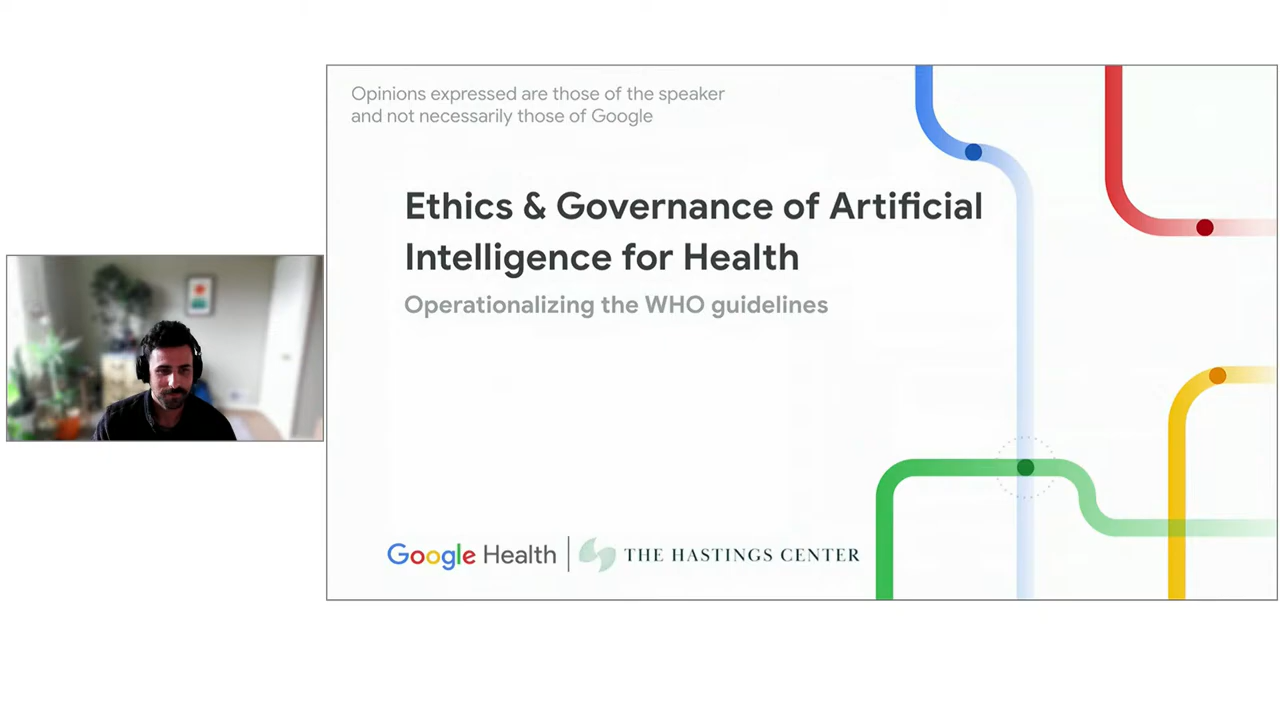 Opinions expressed are those of the speaker
and not necessarily those of Google
Ethics & Governance of Artificial
Intelligence for Health
Operationalizing the WHO guidelines
Google Health | THE HASTINGS CENTER